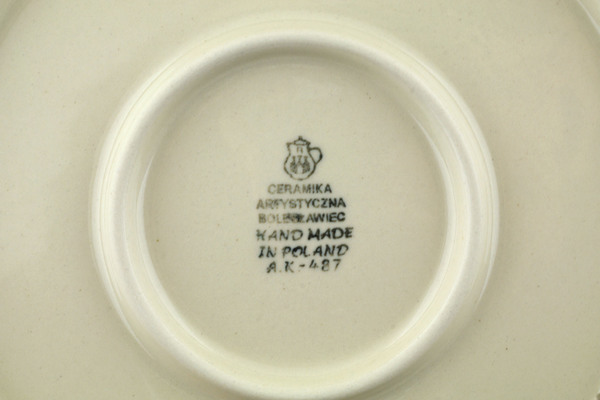 CERAMIKA
ARTYSTYCZNA
BOLESŁAWIEC
HAND MADE
IN POLAND
A.K-487